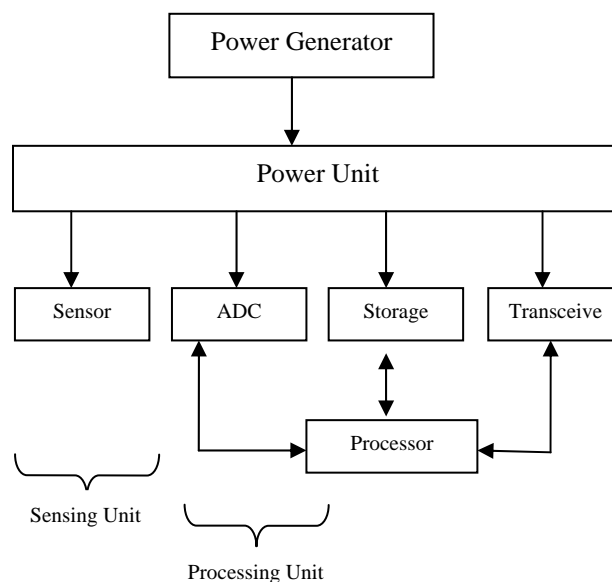 Power Generator
Power Unit
Sensor
ADC
Storage
Transceive
Processor
Sensing Unit
Processing Unit